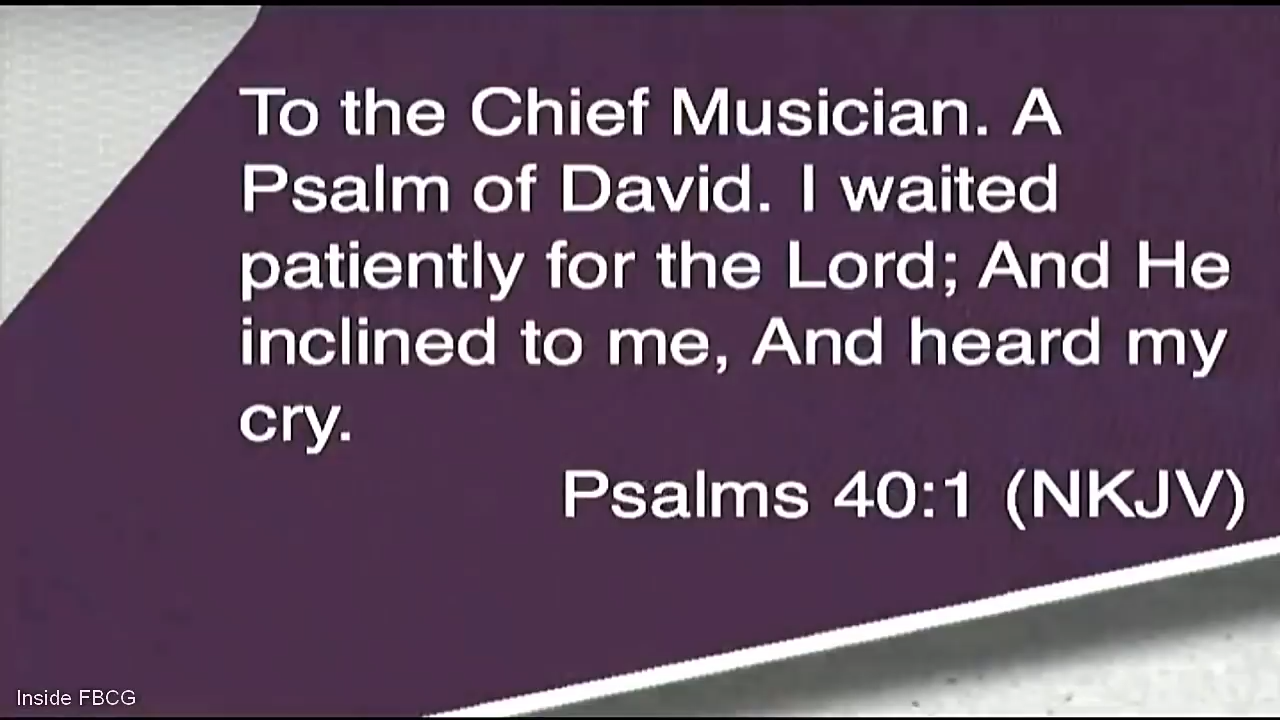 To the Chief Musician. A
Psalm of David. I waited
patiently for the Lord; And He
inclined to me, And heard my
cry.
Psalms 40:1 (NKJV)
Inside FBCG